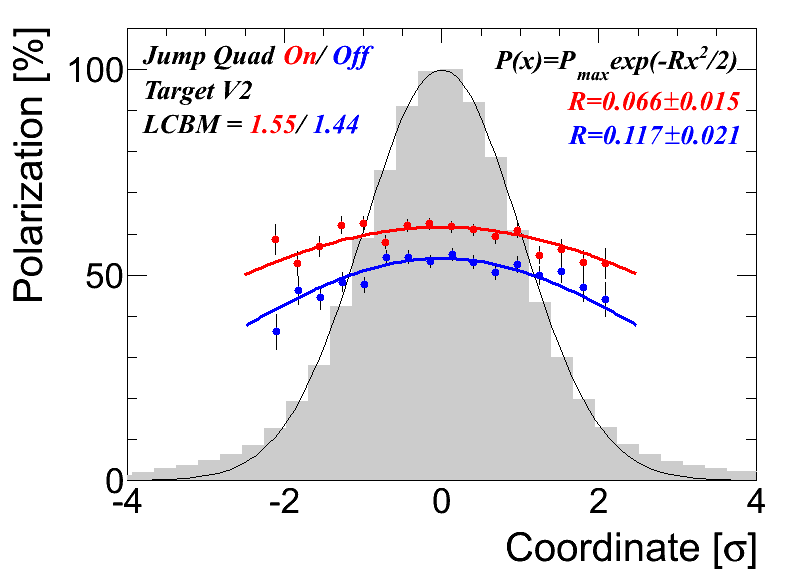 Polarization [%]
100
50
0
Jump Quad On/ Off
Target V2
LCBM = 1.55/ 1.44
P(x)=Pmaxexp(-Rx²/2)
R=0.066±0.015
R=0.117±0.021
-4 -2 0 2 4
Coordinate [σ]